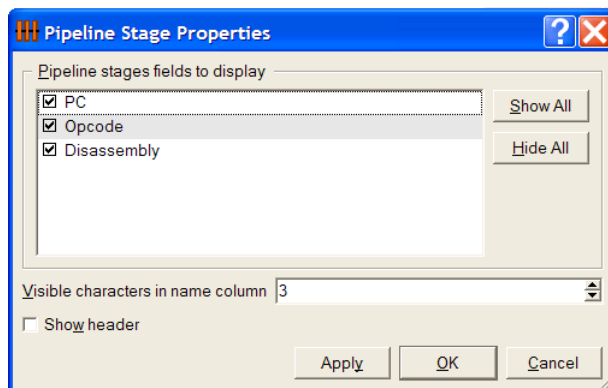 Pipeline Stage Properties
?
Pipeline stages fields to display
PC
Show All
Opcode
Disassembly
Hide All
Visible characters in name column 3
Show header
Apply OK Cancel